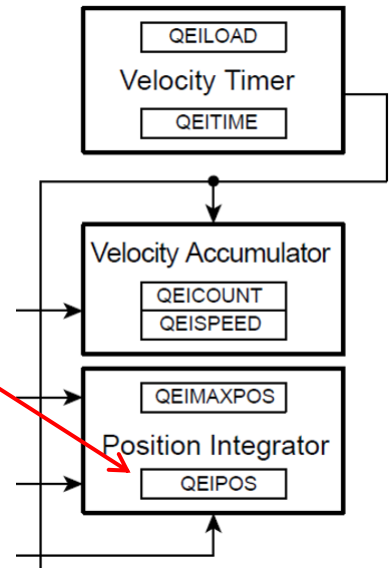 QEILOAD
Velocity Timer
QEITIME
Velocity Accumulator
QEICOUNT
QEISPEED
QEIMAXPOS
Position Integrator
QEIPOS